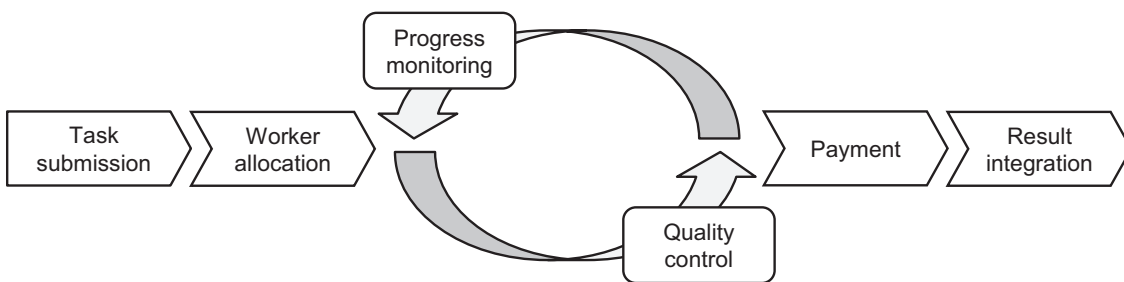 Task
submission
Worker
allocation
Progress
monitoring
Quality
control
Payment
Result
integration